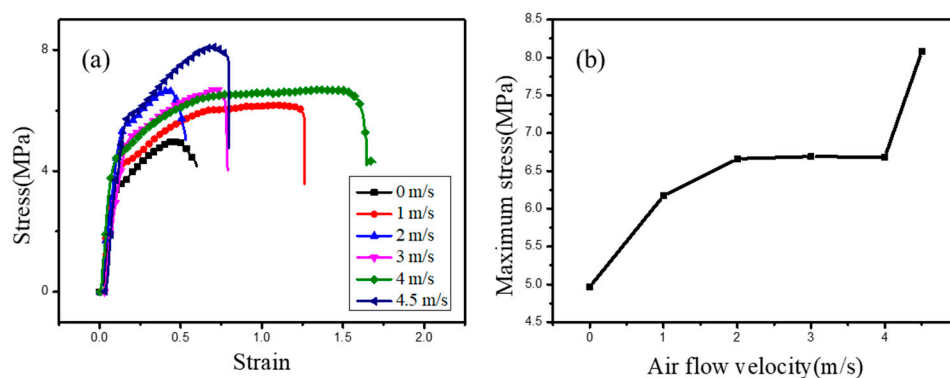 (a)
Stress(MPa)
8
4
0
0 m/s
1 m/s
2 m/s
3 m/s
4 m/s
4.5 m/s
0.0 0.5 1.0 1.5 2.0
Strain
(b)
Maximum stress(MPa)
8.5
8.0
7.5
7.0
6.5
6.0
5.5
5.0
4.5
0 1 2 3 4
Air flow velocity(m/s)